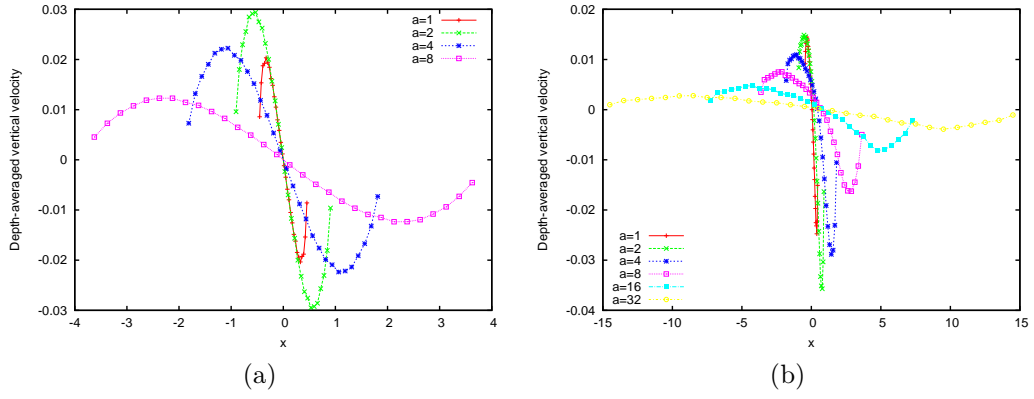 Depth-averaged vertical velocity
0.03
0.02
0.01
0
-0.01
-0.02
-0.03
-4
-3
-2
-1
0
1
2
3
4
x
a=1
a=2
a=4
a=8
(a)
Depth-averaged vertical velocity
0.02
0.01
0
-0.01
-0.02
-0.03
-0.04
-15
-10
-5
0
5
10
15
x
a=1
a=2
a=4
a=8
a=16
a=32
(b)